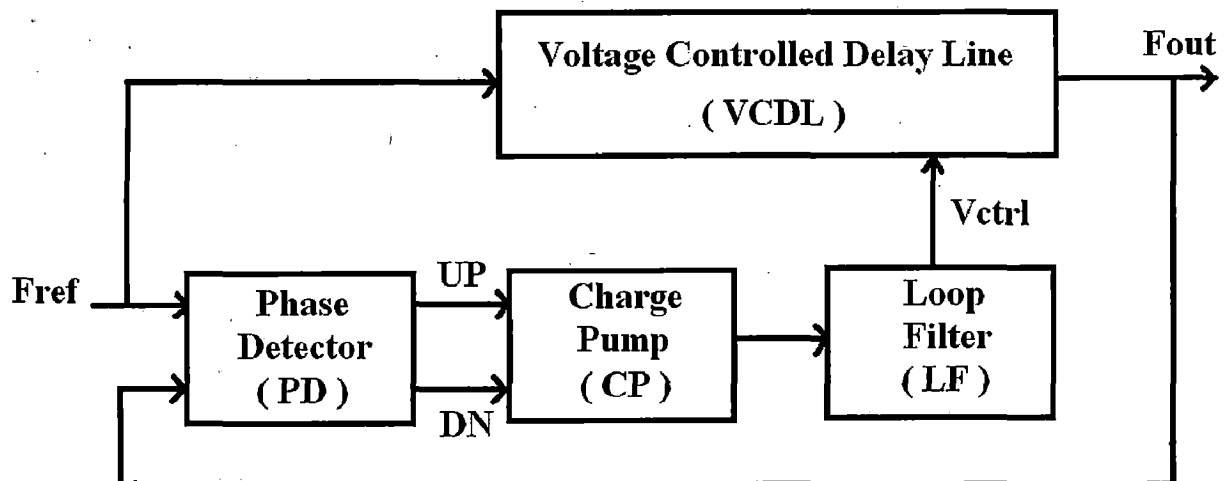 Voltage Controlled Delay Line
( VCDL )
Fout
Vctrl
Fref
Phase
Detector
( PD )
UP
DN
Charge
Pump
( CP )
Loop
Filter
( LF )